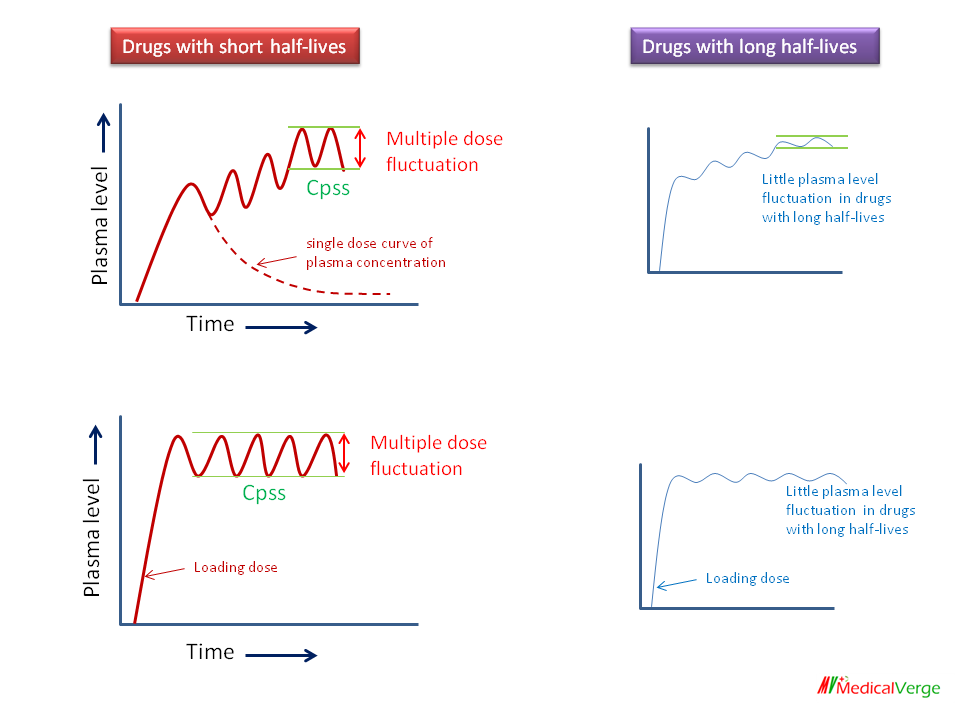 Drugs with short half-lives
Drugs with long half-lives
Plasma level
Multiple dose
fluctuation
Cpss
single dose curve of
plasma concentration
Time
Little plasma level
fluctuation in drugs
with long half-lives
Plasma level
Multiple dose
fluctuation
Cpss
Loading dose
Time
Little plasma level
fluctuation in drugs
with long half-lives
Loading dose
MedicalVerge